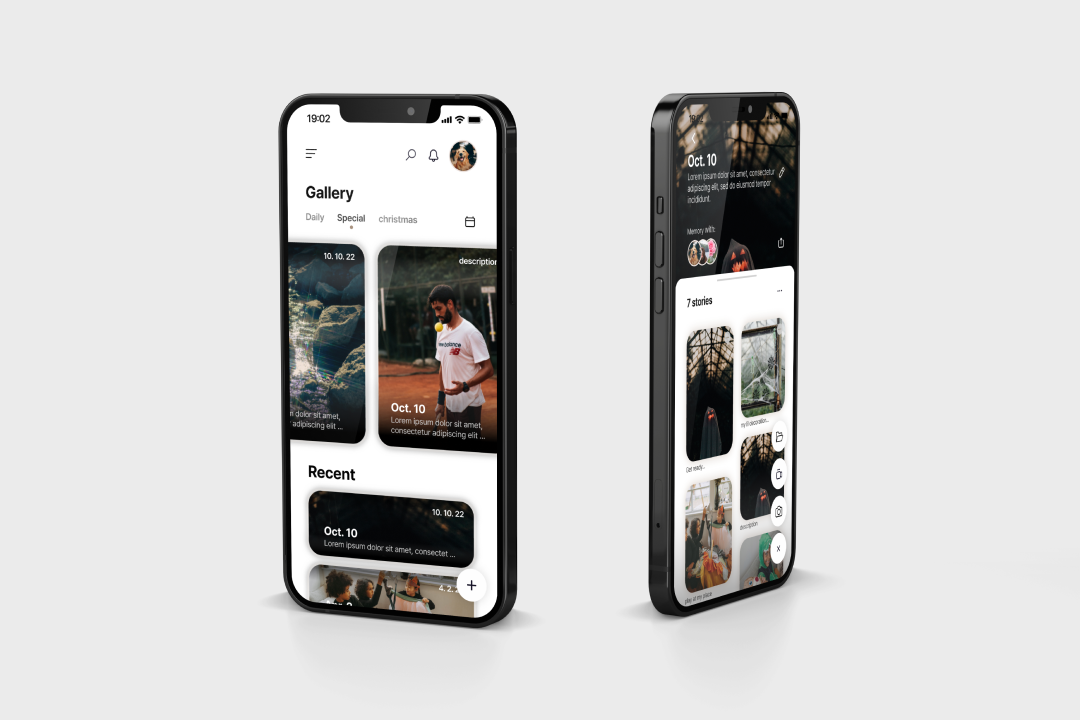 19:02
Gallery
Daily Special christmas
10. 10. 22
dolor sit amet,
adipiscing elit ...
description
new balance
Oct. 10
Lorem ipsum dolor sit amet,
consectetur adipiscing elit ...
Recent
10. 10. 22
Oct. 10
Lorem ipsum dolor sit amet, consectet ...
4. 2.
+
Oct. 10
Lorem ipsum dolor sit amet, consectetur
adipiscing elit, sed do eiusmod tempor
incididunt.
Memory with:
7 stories
...
my decoration...
Get ready...
description
x
stay at my place